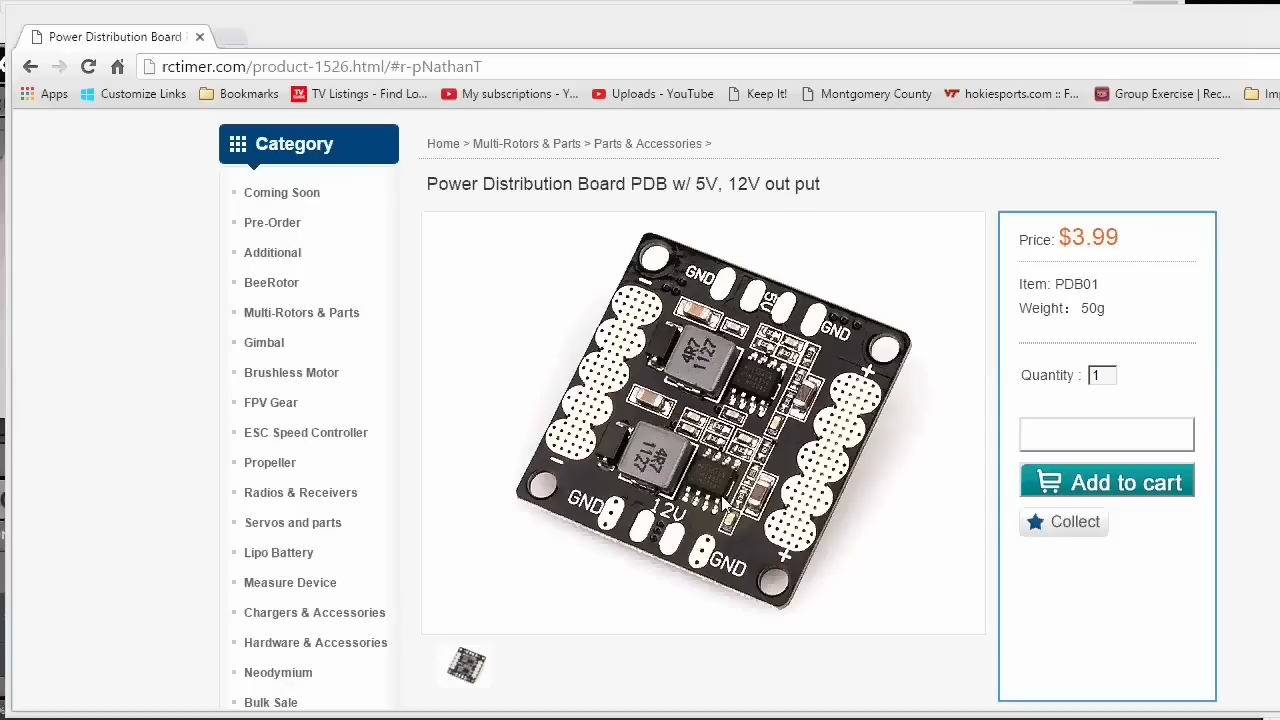 Power Distribution Board
rctimer.com/product-1526.html/#r-pNathanT
Apps Customize Links Bookmarks TV Listings - Find Lo... My subscriptions - Y... Uploads - YouTube Keep It! Montgomery County hokiesports.com :: F... Group Exercise | Rec... Im
Category
Coming Soon
Pre-Order
Additional
BeeRotor
Multi-Rotors & Parts
Gimbal
Brushless Motor
FPV Gear
ESC Speed Controller
Propeller
Radios & Receivers
Servos and parts
Lipo Battery
Measure Device
Chargers & Accessories
Hardware & Accessories
Neodymium
Bulk Sale
Home > Multi-Rotors & Parts > Parts & Accessories >
Power Distribution Board PDB w/ 5V, 12V out put
GND
5V
GND
4R7
1127
4R7
1127
GND
12V
GND
Price: $3.99
Item: PDB01
Weight： 50g
Quantity : 1
Add to cart
Collect